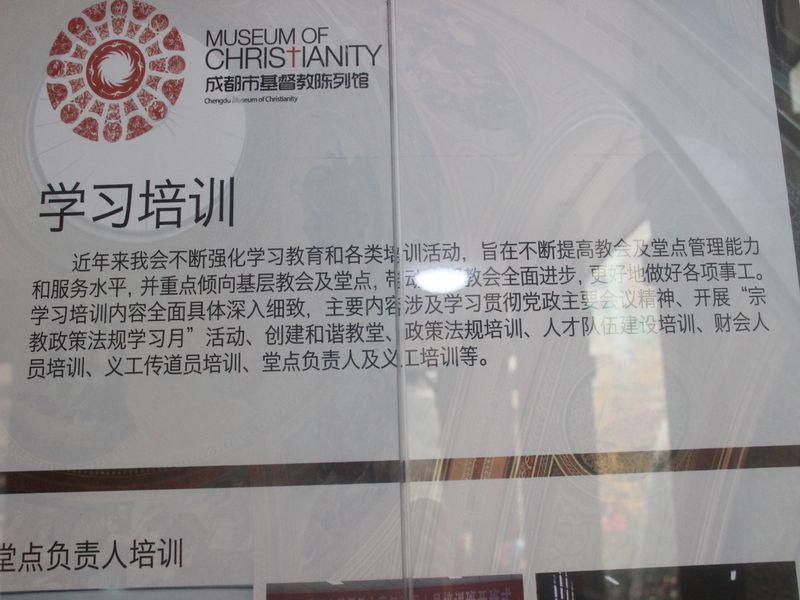 MUSEUM OF
CHRISTIANITY
成都市基督教陈列馆
Chengdu Museum of Christianity
学习培训
近年来我会不断强化学习教育和各类培训活动，旨在不断提高教会及堂点管理能力
和服务水平，并重点倾向基层教会及堂点，带动教会全面进步，更好地做好各项事工。
学习培训内容全面具体深入细致，主要内容涉及学习贯彻党政主要会议精神、开展“宗
教政策法规学习月”活动、创建和谐教堂、政策法规培训、人才队伍建设培训、财会人
员培训、义工传道员培训、堂点负责人及义工培训等。
堂点负责人培训